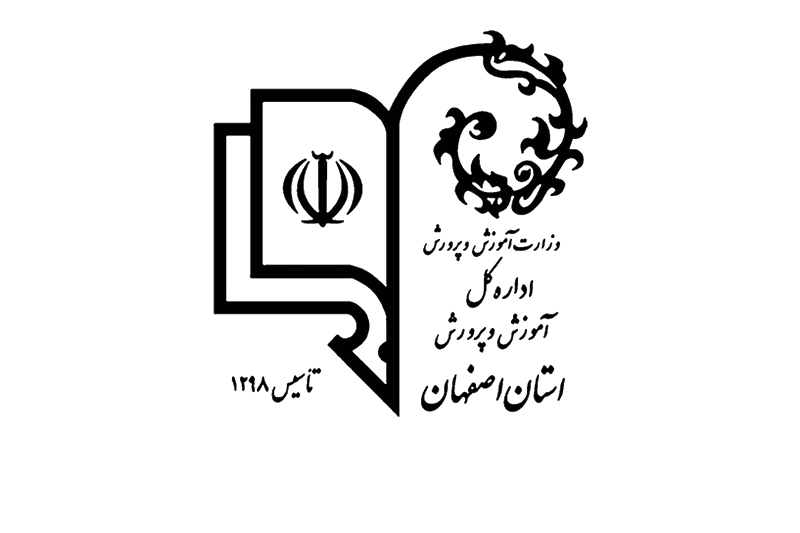 وزارت آموزش و پرورش
اداره کل
آموزش و پرورش
استان اصفهان
تاسیس ۱۲۹۸